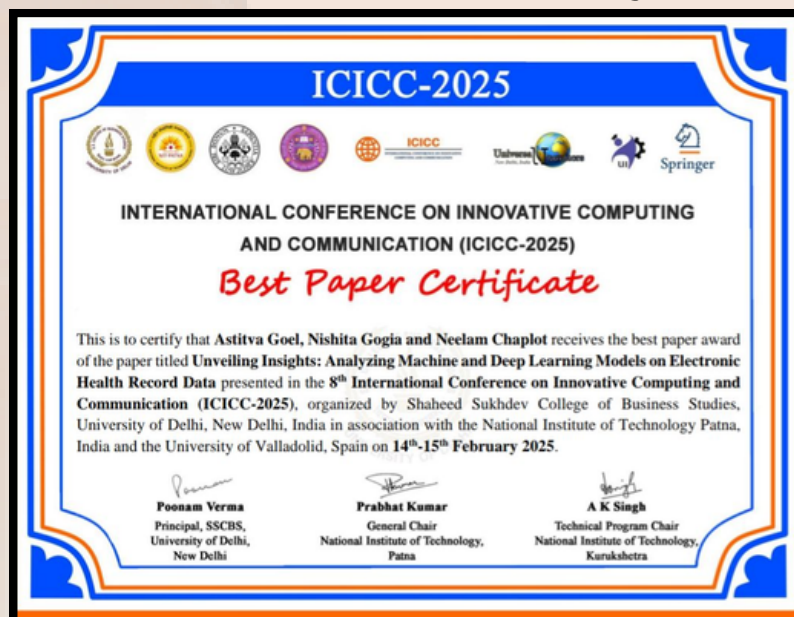 ICICC-2025
ICICC
Universal Inovators
UI
Springer
INTERNATIONAL CONFERENCE ON INNOVATIVE COMPUTING
AND COMMUNICATION (ICICC-2025)
Best Paper Certificate
This is to certify that Astitva Goel, Nishita Gogia and Neelam Chaplot receives the best paper award
of the paper titled Unveiling Insights: Analyzing Machine and Deep Learning Models on Electronic
Health Record Data presented in the 8th International Conference on Innovative Computing and
Communication (ICICC-2025), organized by Shaheed Sukhdev College of Business Studies,
University of Delhi, New Delhi, India in association with the National Institute of Technology Patna,
India and the University of Valladolid, Spain on 14th-15th February 2025.
Poonam Verma
Principal, SSCBS,
University of Delhi,
New Delhi
Prabhat Kumar
General Chair
National Institute of Technology,
Patna
A K Singh
Technical Program Chair
National Institute of Technology,
Kurukshetra